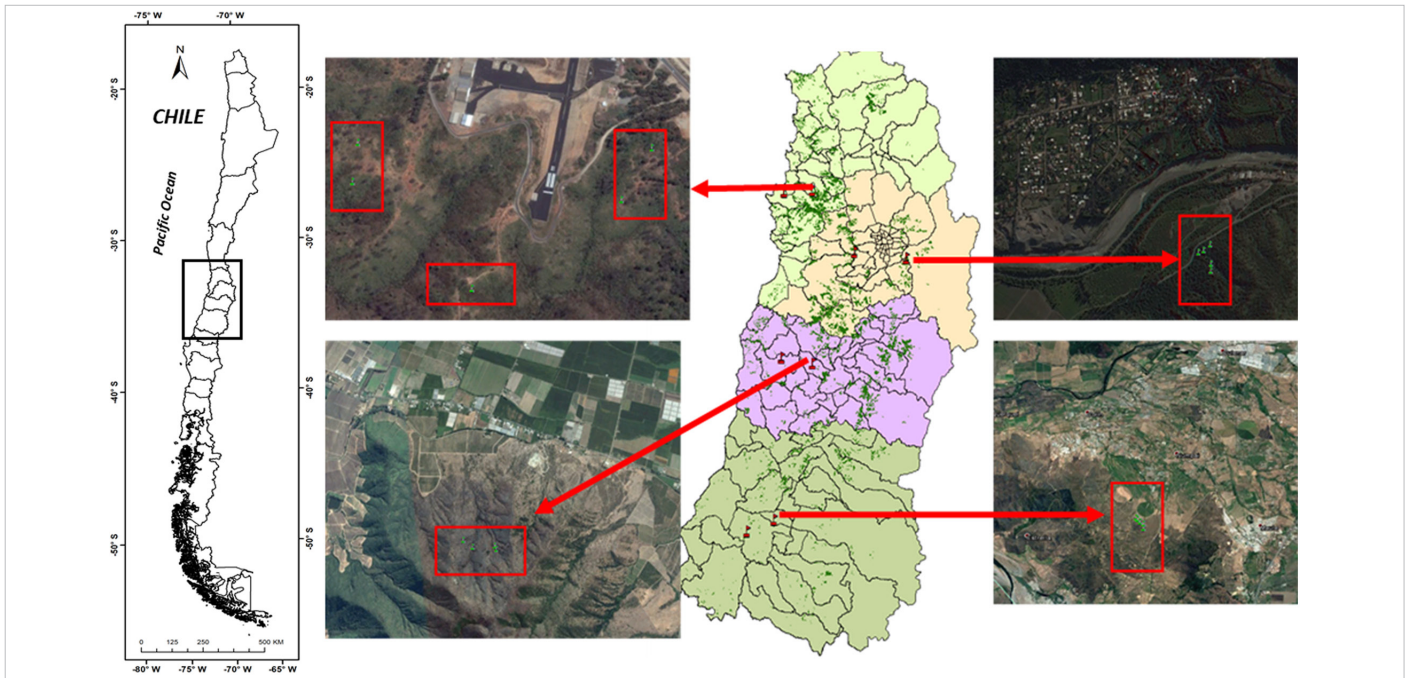 -75° W -70° W
N
-20° S -20° S
CHILE
Pacific Ocean
-30° S -30° S
-40° S -40° S
-50° S -50° S
0 125 250 500 KM
-80° W -75° W -70° W -65° W